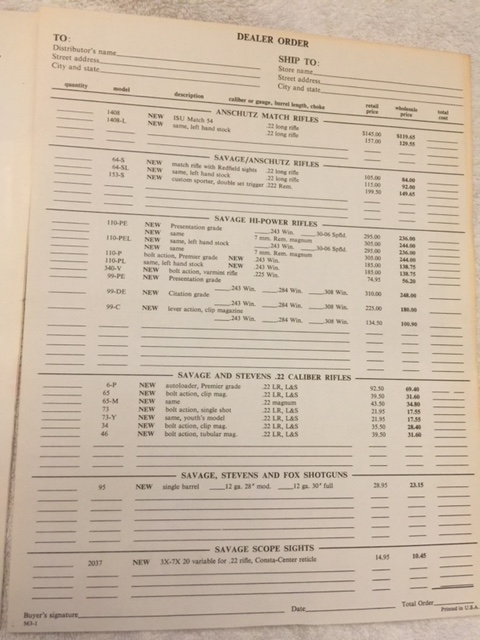 DEALER ORDER
TO:
Distributor's name
Street address
City and state
SHIP TO:
Store name
Street address
City and state
quantity model description caliber or gauge, barrel length, choke retail price wholesale price total cost
ANSCHUTZ MATCH RIFLES
1408 NEW ISU Match 54 .22 long rifle $145.00 $119.65
1408-L NEW same, left hand stock .22 long rifle 157.00 129.55
SAVAGE/ANSCHUTZ RIFLES
64-S NEW match rifle with Redfield sights .22 long rifle 105.00 84.00
64-SL NEW same, left hand stock .22 long rifle 115.00 92.00
153-S NEW custom sporter, double set trigger .222 Rem. 199.50 149.65
SAVAGE HI-POWER RIFLES
110-PE NEW Presentation grade .243 Win. 30-06 Spfld. 295.00 236.00
NEW same 7 mm. Rem. magnum 305.00 244.00
110-PEL NEW same, left hand stock .243 Win. 30-06 Spfld. 295.00 236.00
NEW same 7 mm. Rem. magnum 305.00 244.00
110-P bolt action, Premier grade NEW .243 Win. 185.00 138.75
110-PL same, left hand stock NEW .243 Win. 185.00 138.75
340-V NEW bolt action, varmint rifle .225 Win. 74.95 56.20
99-PE NEW Presentation grade
.243 Win. .284 Win. .308 Win. 310.00 248.00
99-DE NEW Citation grade
.243 Win. .284 Win. .308 Win. 225.00 180.00
99-C NEW lever action, clip magazine
.243 Win. .284 Win. .308 Win. 134.50 100.90
SAVAGE AND STEVENS .22 CALIBER RIFLES
6-P NEW autoloader, Premier grade .22 LR, L&S 92.50 69.40
65 NEW bolt action, clip mag. .22 LR, L&S 39.50 31.60
65-M NEW same .22 magnum 43.50 34.80
73 NEW bolt action, single shot .22 LR, L&S 21.95 17.55
73-Y NEW same, youth's model .22 LR, L&S 21.95 17.55
34 NEW bolt action, clip mag. .22 LR, L&S 35.50 28.40
46 NEW bolt action, tubular mag. .22 LR, L&S 39.50 31.60
SAVAGE, STEVENS AND FOX SHOTGUNS
95 NEW single barrel 12 ga. 28" mod. 12 ga. 30" full 28.95 23.15
SAVAGE SCOPE SIGHTS
2037 NEW 3X-7X 20 variable for .22 rifle, Consta-Center reticle 14.95 10.45
Total Order
Buyer's signature Date Printed in U.S.A.
563-1